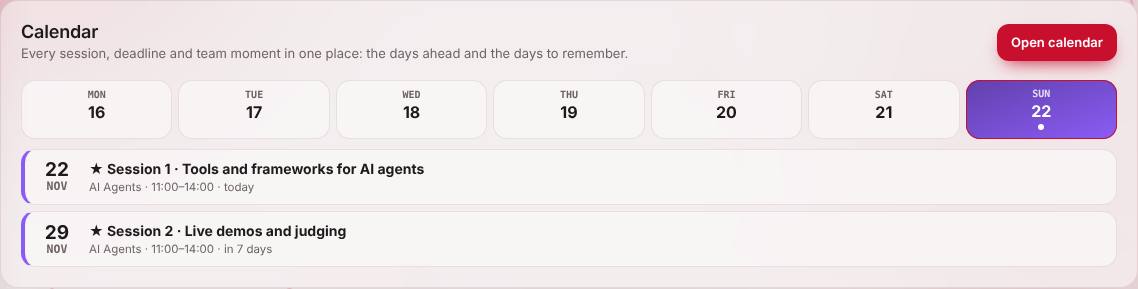 Calendar
Every session, deadline and team moment in one place: the days ahead and the days to remember.
Open calendar
MON
16
TUE
17
WED
18
THU
19
FRI
20
SAT
21
SUN
22
22
NOV
★ Session 1 · Tools and frameworks for AI agents
AI Agents · 11:00–14:00 · today
29
NOV
★ Session 2 · Live demos and judging
AI Agents · 11:00–14:00 · in 7 days